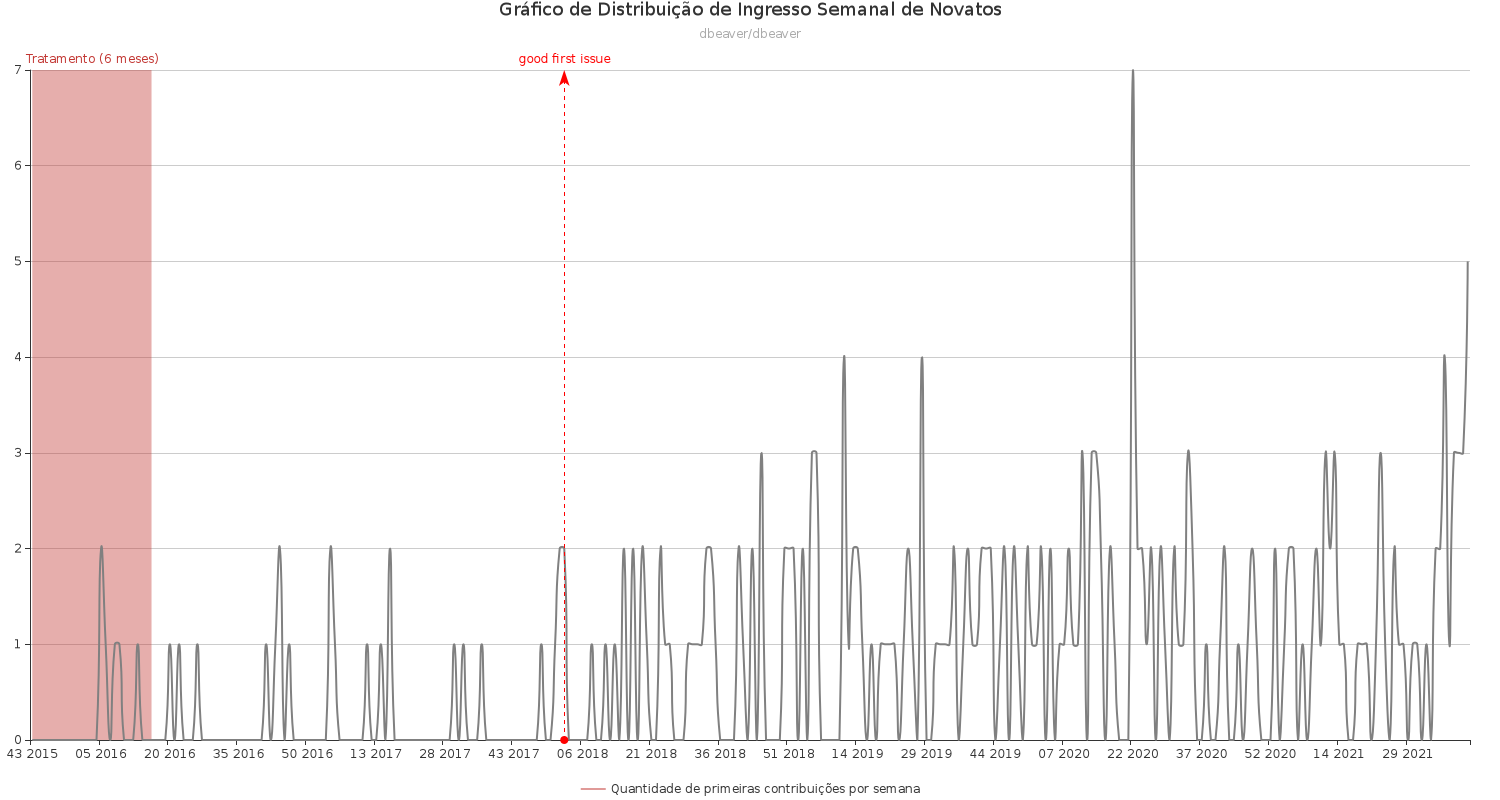 Gráfico de Distribuição de Ingresso Semanal de Novatos
dbeaver/dbeaver
Tratamento (6 meses)
good first issue
7
6
5
4
3
2
1
0
43 2015 05 2016 20 2016 35 2016 50 2016 13 2017 28 2017 43 2017 06 2018 21 2018 36 2018 51 2018 14 2019 29 2019 44 2019 07 2020 22 2020 37 2020 52 2020 14 2021 29 2021
Quantidade de primeiras contribuições por semana